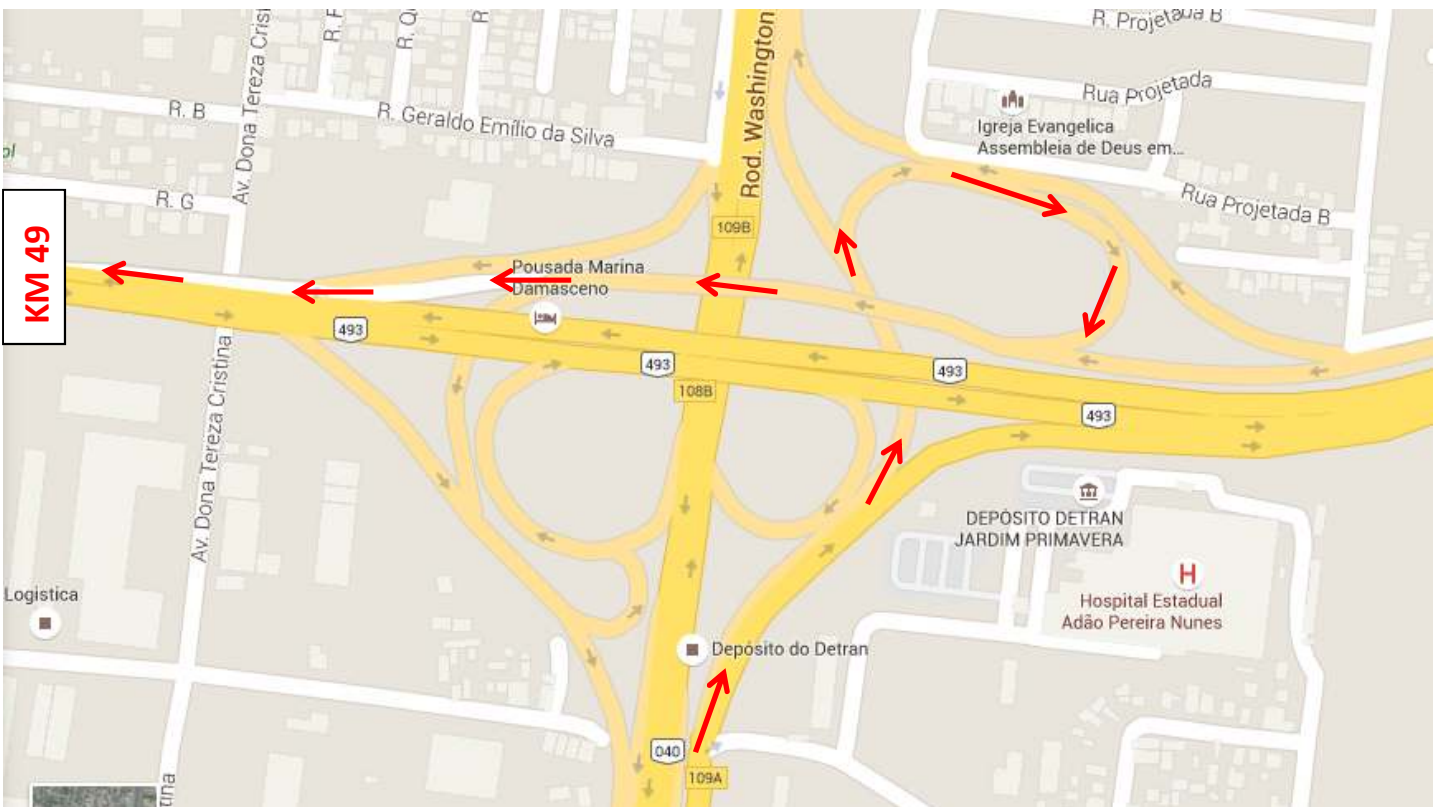 R. Projetada B
Rua Projetada
Igreja Evangelica
Assembleia de Deus em...
Rua Projetada B
Av. Dona Tereza Cris
R. B
R. Geraldo Emílio da Silva
R. G
Rod. Washington
109B
KM 49
Pousada Marina
Damasceno
493
493
493
493
108B
Av. Dona Tereza Cristina
DEPÓSITO DETRAN
JARDIM PRIMAVERA
H
Hospital Estadual
Adão Pereira Nunes
Logistica
Depósito do Detran
040
109A